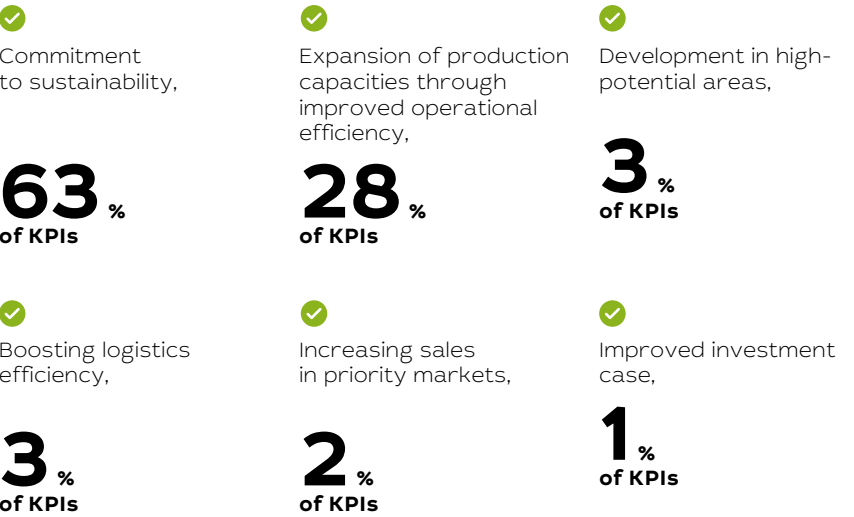 Commitment
to sustainability,
63 %
of KPIs
Expansion of production
capacities through
improved operational
efficiency,
28 %
of KPIs
Development in high-
potential areas,
3 %
of KPIs
Boosting logistics
efficiency,
3 %
of KPIs
Increasing sales
in priority markets,
2 %
of KPIs
Improved investment
case,
1 %
of KPIs